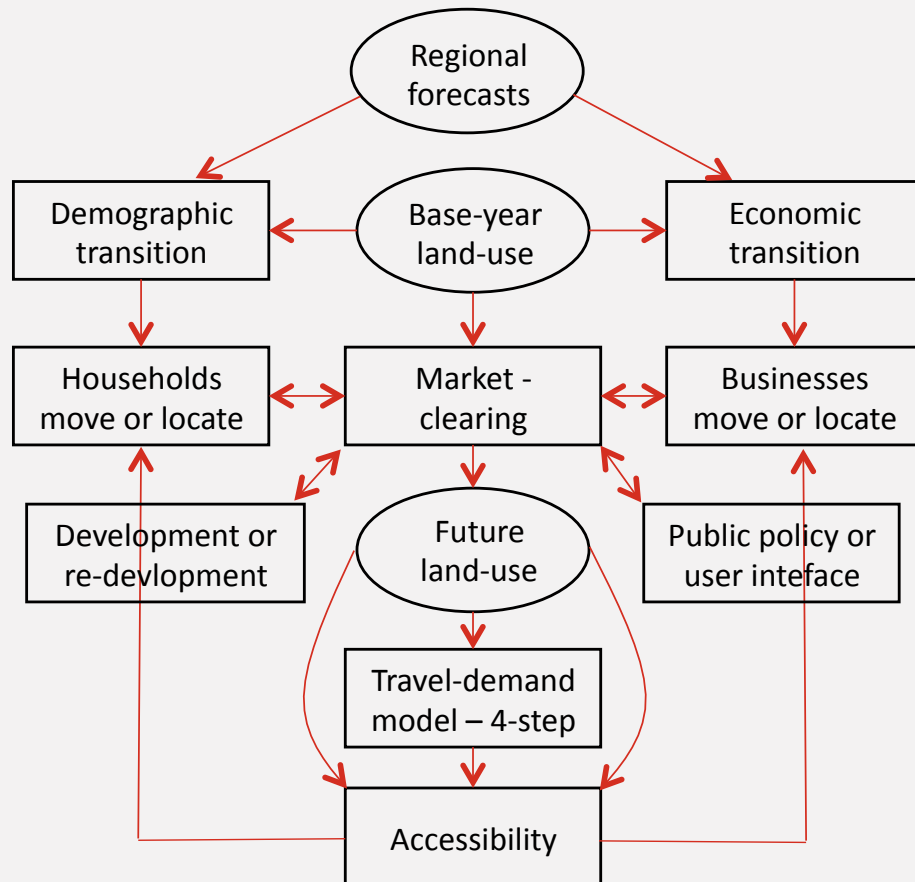 Regional
forecasts
Demographic
transition
Base-year
land-use
Economic
transition
Households
move or locate
Market -
clearing
Businesses
move or locate
Development or
re-devlopment
Future
land-use
Public policy or
user inteface
Travel-demand
model – 4-step
Accessibility